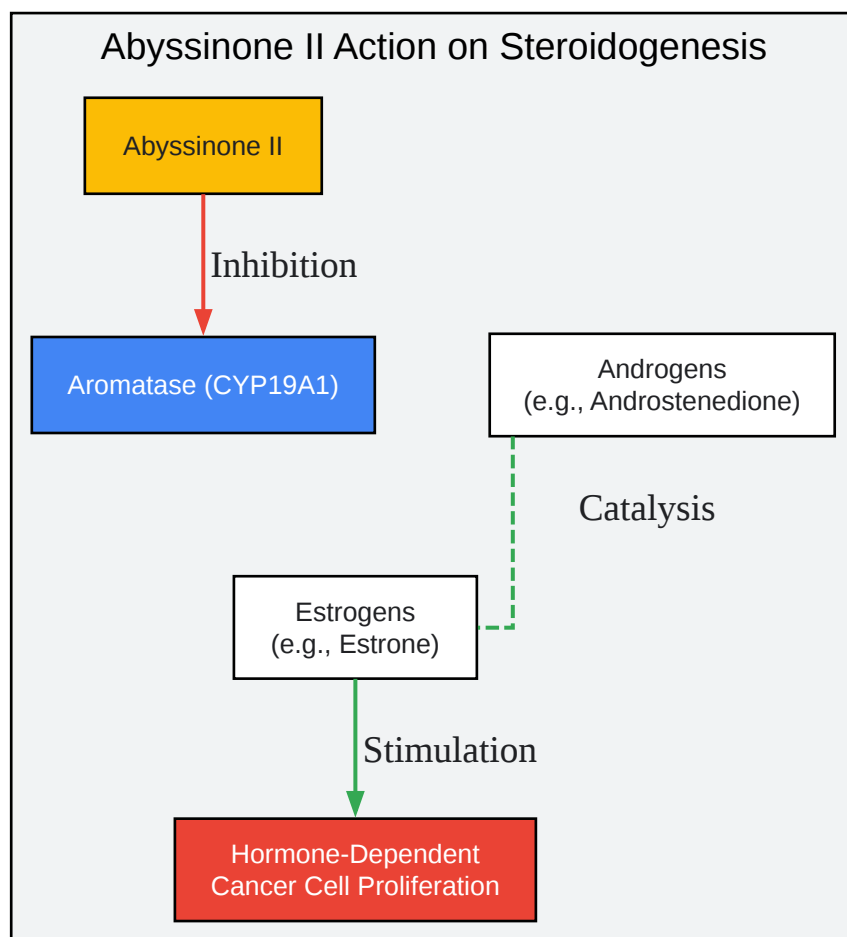 Abyssinone II Action on Steroidogenesis
Abyssinone II
Inhibition
Aromatase (CYP19A1)
Androgens
(e.g., Androstenedione)
Catalysis
Estrogens
(e.g., Estrone)
Stimulation
Hormone-Dependent
Cancer Cell Proliferation